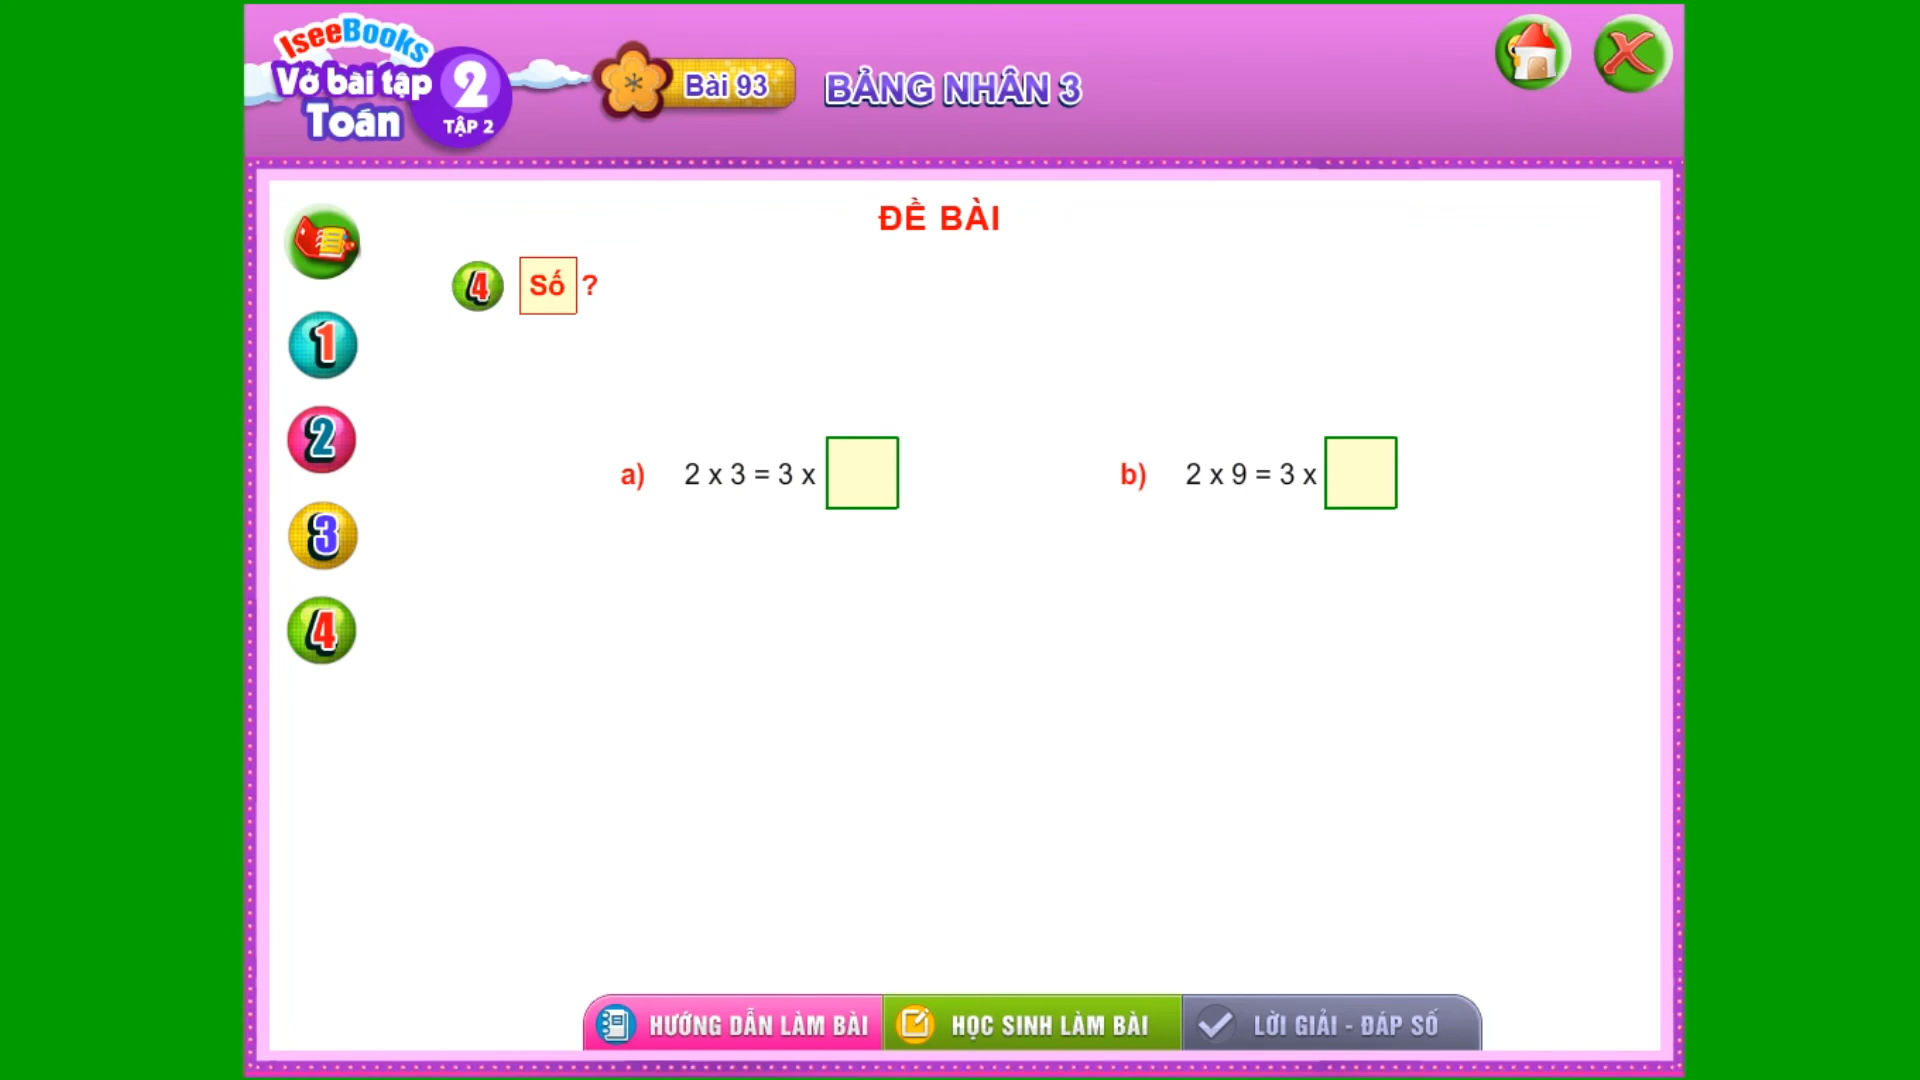 IseeBooks
Vở bài tập
Toán
2
TẬP 2
Bài 93
BẢNG NHÂN 3
ĐỀ BÀI
4 Số ?
1
2
3
4
a) 2 x 3 = 3 x
b) 2 x 9 = 3 x
HƯỚNG DẪN LÀM BÀI
HỌC SINH LÀM BÀI
LỜI GIẢI - ĐÁP SỐ